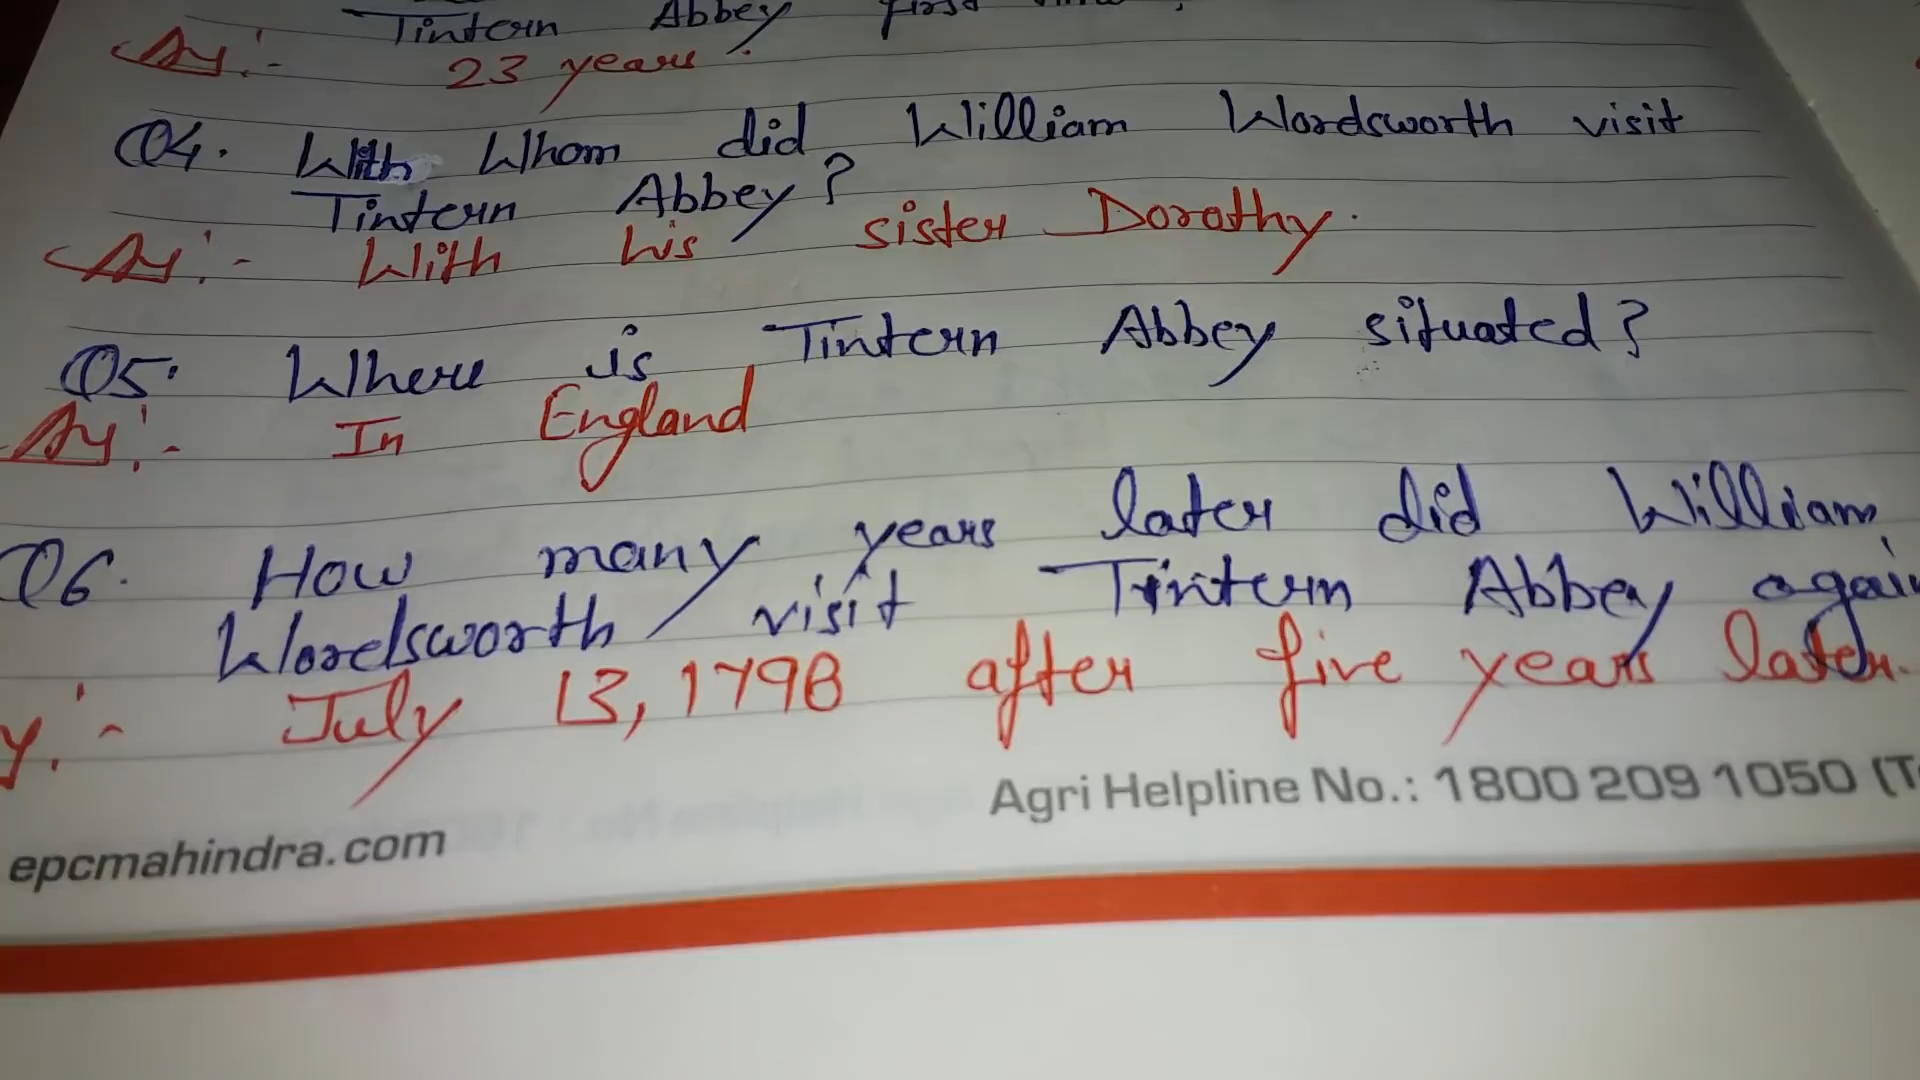 Tintern Abbey first
Ans:- 23 years.
Q4. With Whom did William Wordsworth visit
Tintern Abbey?
Ans:- With his sister Dorothy.
Q5. Where is Tintern Abbey situated?
Ans:- In England
Q6. How many years later did William
Wordsworth visit Tintern Abbey again
July 13, 1798 after five years later.
Agri Helpline No.: 1800 209 1050 (T
epcmahindra.com